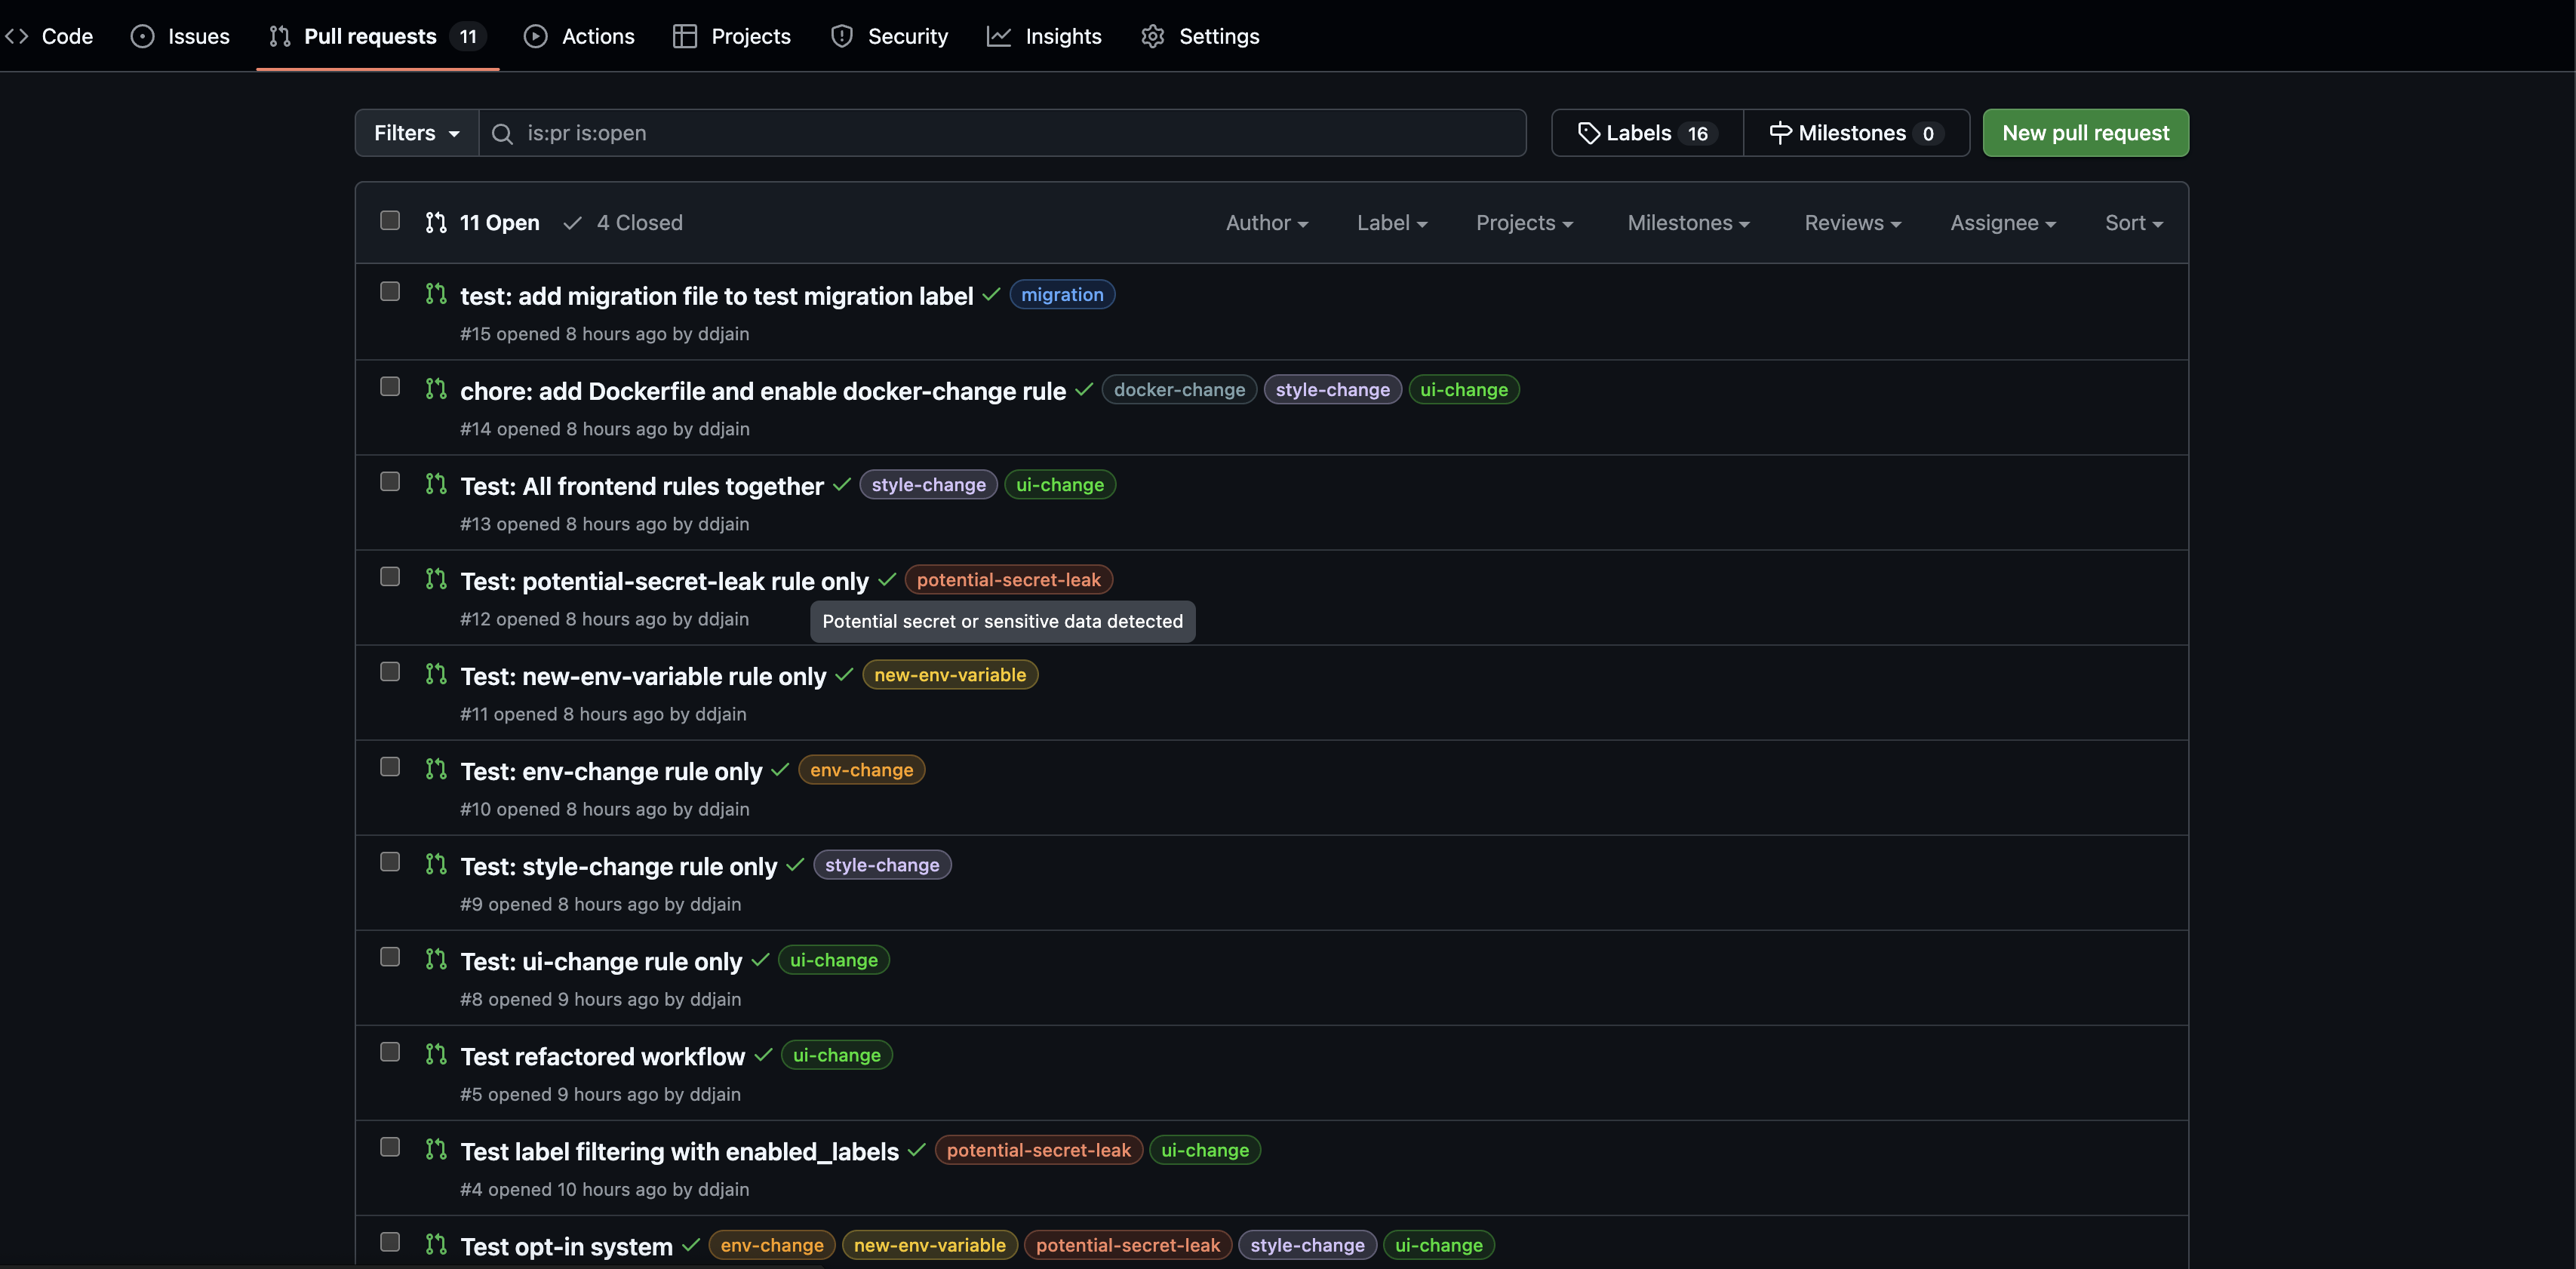 Code Issues Pull requests 11 Actions Projects Security Insights Settings
Filters is:pr is:open Labels 16 Milestones 0 New pull request
11 Open 4 Closed Author Label Projects Milestones Reviews Assignee Sort
test: add migration file to test migration label migration
#15 opened 8 hours ago by ddjain
chore: add Dockerfile and enable docker-change rule docker-change style-change ui-change
#14 opened 8 hours ago by ddjain
Test: All frontend rules together style-change ui-change
#13 opened 8 hours ago by ddjain
Test: potential-secret-leak rule only potential-secret-leak
#12 opened 8 hours ago by ddjain Potential secret or sensitive data detected
Test: new-env-variable rule only new-env-variable
#11 opened 8 hours ago by ddjain
Test: env-change rule only env-change
#10 opened 8 hours ago by ddjain
Test: style-change rule only style-change
#9 opened 8 hours ago by ddjain
Test: ui-change rule only ui-change
#8 opened 9 hours ago by ddjain
Test refactored workflow ui-change
#5 opened 9 hours ago by ddjain
Test label filtering with enabled_labels potential-secret-leak ui-change
#4 opened 10 hours ago by ddjain
Test opt-in system env-change new-env-variable potential-secret-leak style-change ui-change